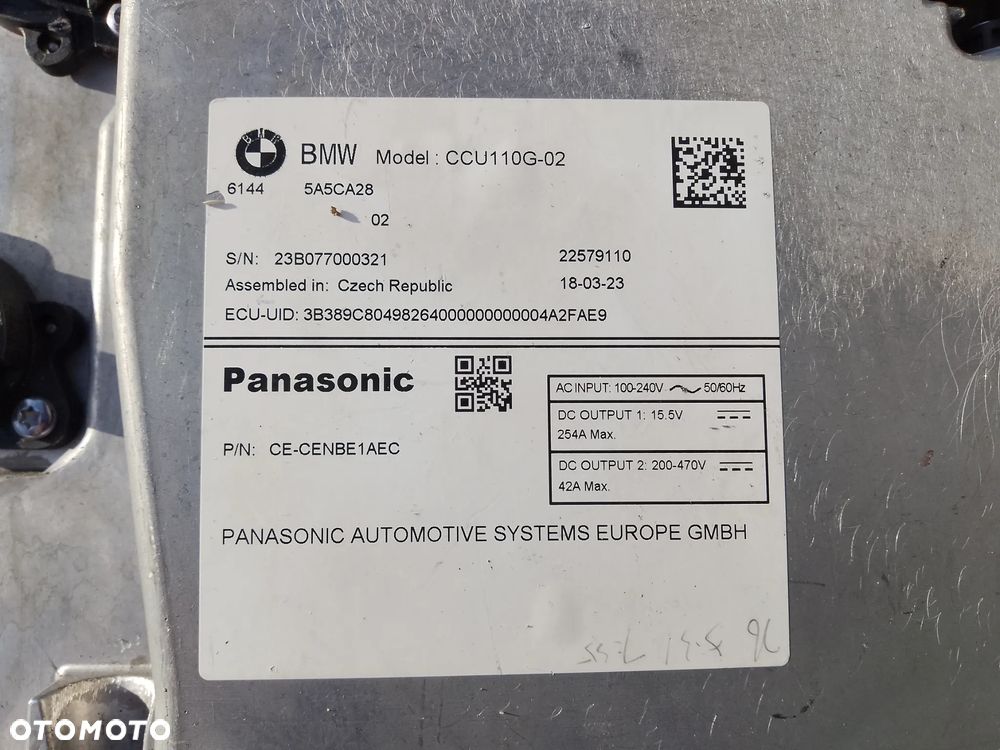 BMW
BMW Model : CCU110G-02
6144 5A5CA28
02
S/N: 23B077000321 22579110
Assembled in: Czech Republic 18-03-23
ECU-UID: 3B389C80498264000000000004A2FAE9
Panasonic
AC INPUT: 100-240V 50/60Hz
DC OUTPUT 1: 15.5V
254A Max.
P/N: CE-CENBE1AEC
DC OUTPUT 2: 200-470V
42A Max.
PANASONIC AUTOMOTIVE SYSTEMS EUROPE GMBH
OTOMOTO